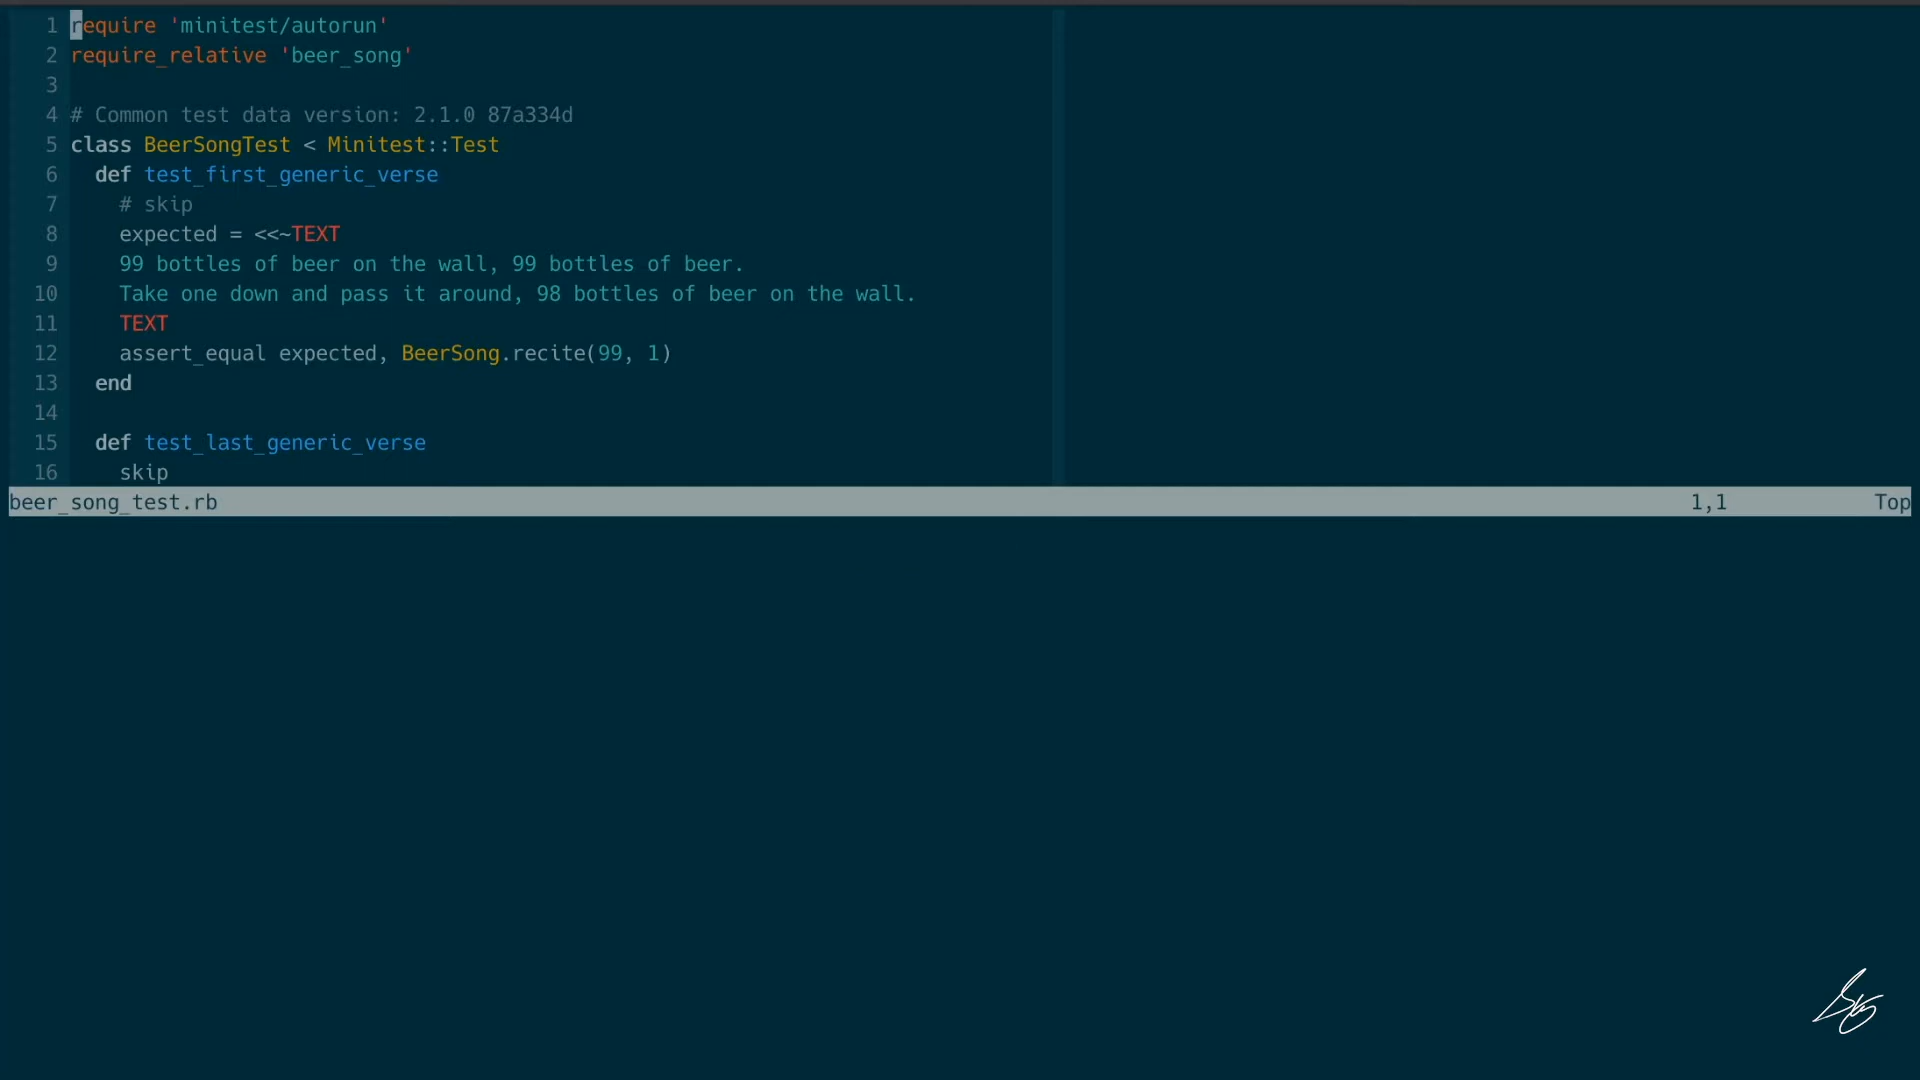 1 require 'minitest/autorun'
2 require_relative 'beer_song'
3
4 # Common test data version: 2.1.0 87a334d
5 class BeerSongTest < Minitest::Test
6   def test_first_generic_verse
7     # skip
8     expected = <<~TEXT
9     99 bottles of beer on the wall, 99 bottles of beer.
10     Take one down and pass it around, 98 bottles of beer on the wall.
11     TEXT
12     assert_equal expected, BeerSong.recite(99, 1)
13   end
14
15   def test_last_generic_verse
16     skip
beer_song_test.rb 1,1 Top